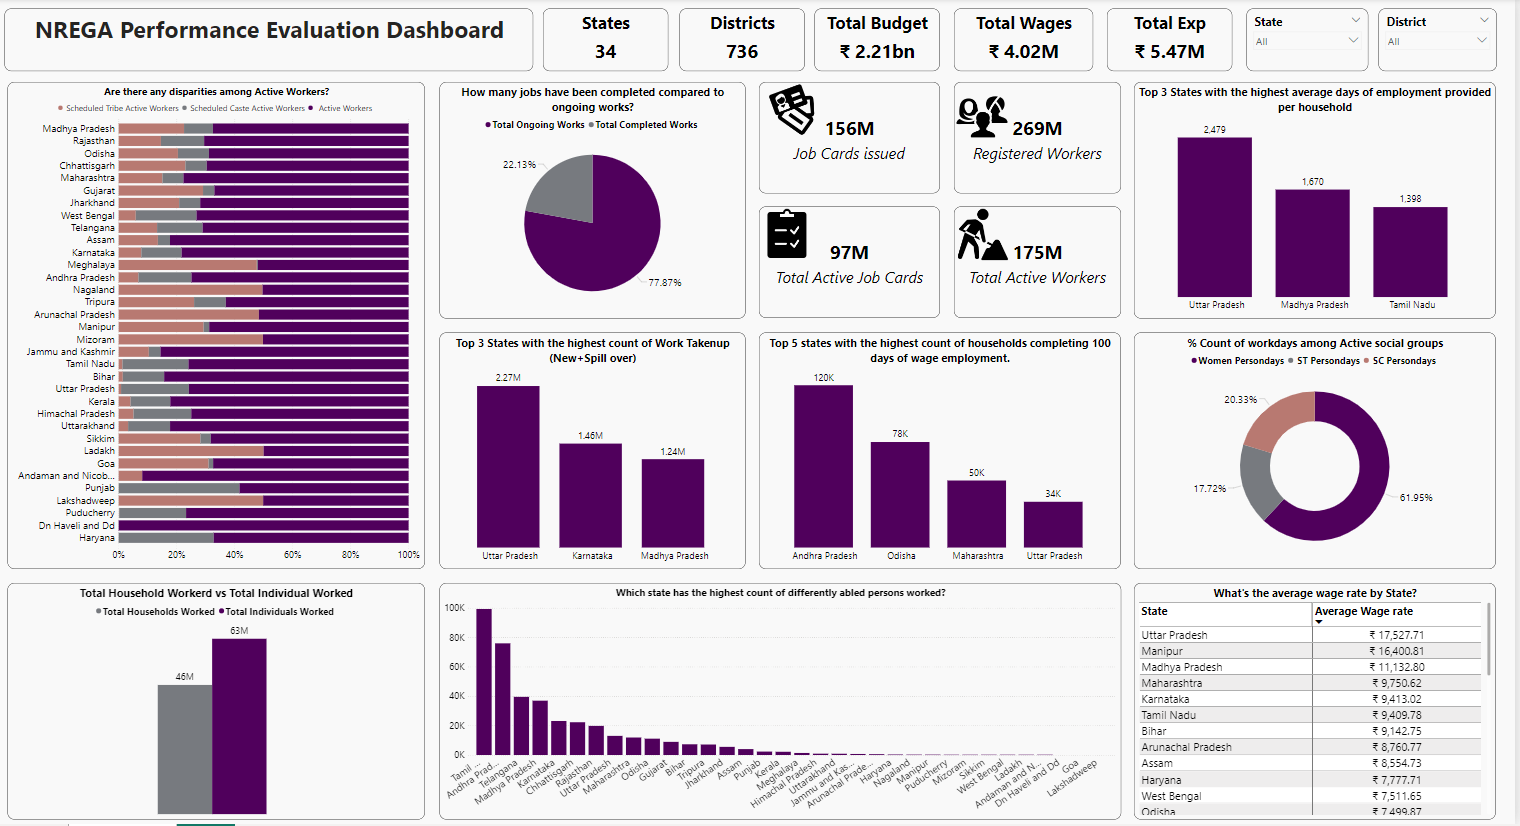 NREGA Performance Evaluation Dashboard
States
34
Districts
736
Total Budget
₹ 2.21bn
Total Wages
₹ 4.02M
Total Exp
₹ 5.47M
State
All
District
All
Are there any disparities among Active Workers?
Scheduled Tribe Active Workers Scheduled Caste Active Workers Active Workers
Madhya Pradesh
Rajasthan
Odisha
Chhattisgarh
Maharashtra
Gujarat
Jharkhand
West Bengal
Telangana
Assam
Karnataka
Meghalaya
Andhra Pradesh
Nagaland
Tripura
Arunachal Pradesh
Manipur
Mizoram
Jammu and Kashmir
Tamil Nadu
Bihar
Uttar Pradesh
Kerala
Himachal Pradesh
Uttarakhand
Sikkim
Ladakh
Goa
Andaman and Nicob...
Punjab
Lakshadweep
Puducherry
Dn Haveli and Dd
Haryana
0% 20% 40% 60% 80% 100%
How many jobs have been completed compared to
ongoing works?
Total Ongoing Works Total Completed Works
22.13%
77.87%
156M
Job Cards issued
269M
Registered Workers
97M
Total Active Job Cards
175M
Total Active Workers
Top 3 States with the highest average days of employment provided
per household
2,479
1,670
1,398
Uttar Pradesh Madhya Pradesh Tamil Nadu
Top 3 States with the highest count of Work Takenup
(New+Spill over)
2.27M
1.46M
1.24M
Uttar Pradesh Karnataka Madhya Pradesh
Top 5 states with the highest count of households completing 100
days of wage employment.
120K
78K
50K
34K
Andhra Pradesh Odisha Maharashtra Uttar Pradesh
% Count of workdays among Active social groups
Women Persondays ST Persondays SC Persondays
20.33%
17.72%
61.95%
Total Household Workerd vs Total Individual Worked
Total Households Worked Total Individuals Worked
63M
46M
Which state has the highest count of differently abled persons worked?
100K
80K
60K
40K
20K
0K
Tamil ...
Andhra Prad...
Telangana
Madhya Pradesh
Karnataka
Chhattisgarh
Rajasthan
Uttar Pradesh
Maharashtra
Odisha
Gujarat
Bihar
Tripura
Jharkhand
Assam
Punjab
Kerala
Meghalaya
Himachal Pradesh
Uttarakhand
Jammu and Kas...
Arunachal Prade...
Haryana
Nagaland
Manipur
Puducherry
Mizoram
Sikkim
West Bengal
Ladakh
Andaman and N...
Dn Haveli and Dd
Goa
Lakshadweep
What's the average wage rate by State?
State Average Wage rate
Uttar Pradesh ₹ 17,527.71
Manipur ₹ 16,400.81
Madhya Pradesh ₹ 11,132.80
Maharashtra ₹ 9,750.62
Karnataka ₹ 9,413.02
Tamil Nadu ₹ 9,409.78
Bihar ₹ 9,142.75
Arunachal Pradesh ₹ 8,760.77
Assam ₹ 8,554.73
Haryana ₹ 7,777.71
West Bengal ₹ 7,511.65
Odisha ₹ 7,499.87